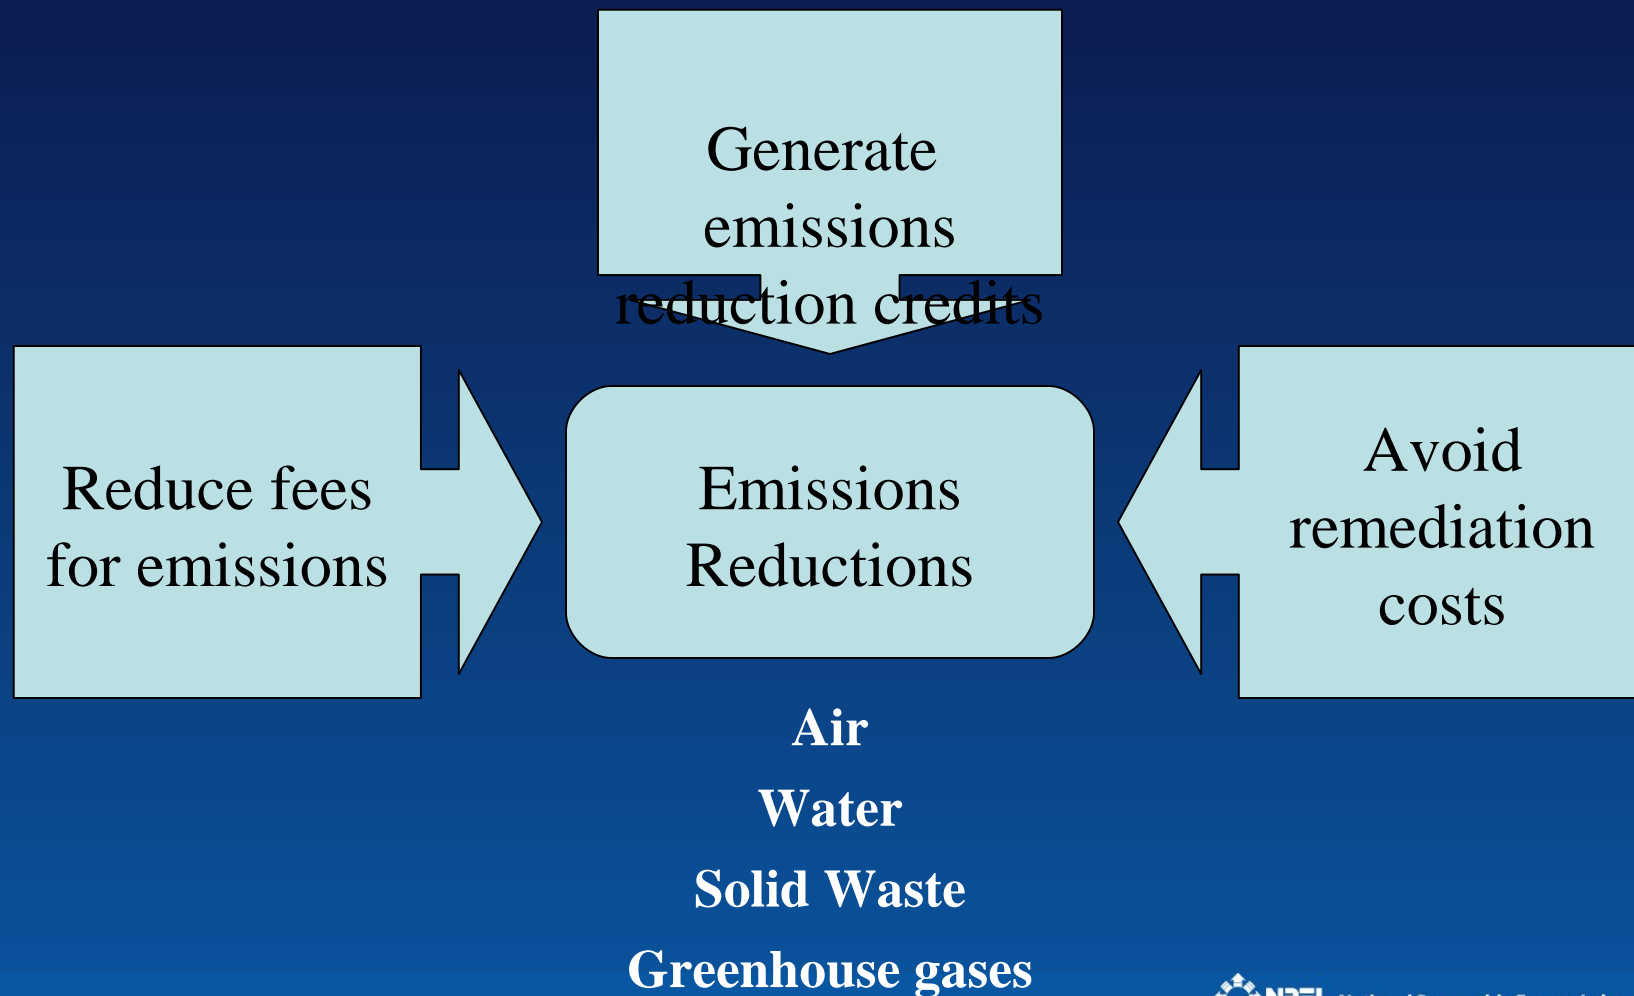 Generate
emissions
reduction credits
Reduce fees
for emissions
Emissions
Reductions
Avoid
remediation
costs
Air
Water
Solid Waste
Greenhouse gases
NREL